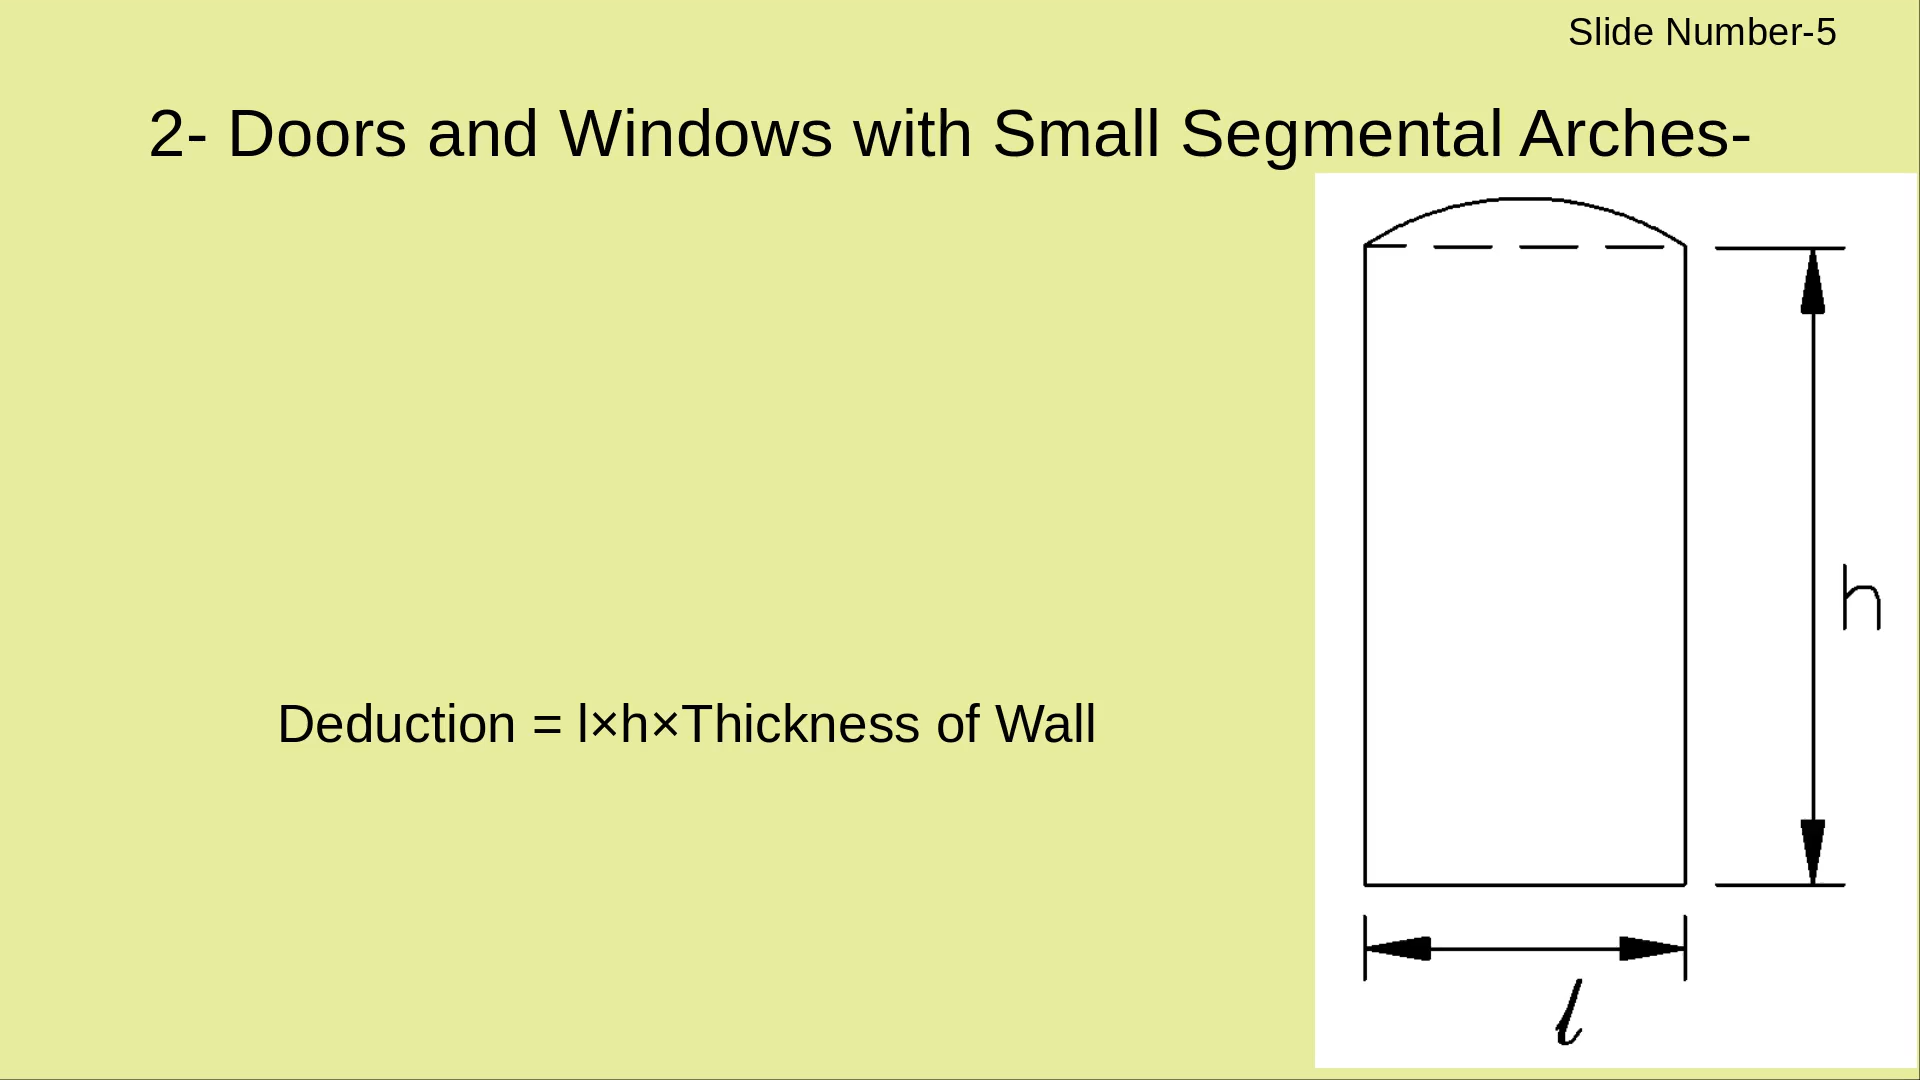 Slide Number-5
2- Doors and Windows with Small Segmental Arches-
h
Deduction = l×h×Thickness of Wall
l